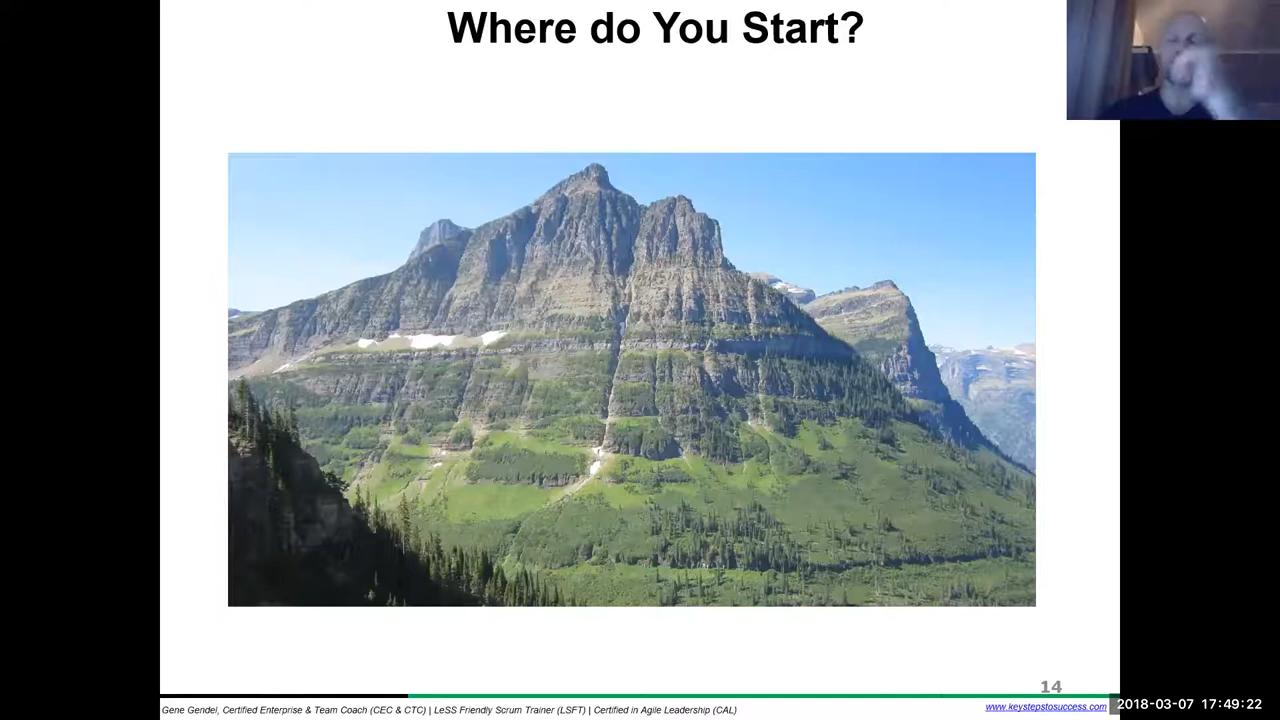 Where do You Start?
14
Gene Gendel, Certified Enterprise & Team Coach (CEC & CTC) | LeSS Friendly Scrum Trainer (LSFT) | Certified in Agile Leadership (CAL)
www.keystepstosuccess.com
2018-03-07 17:49:22